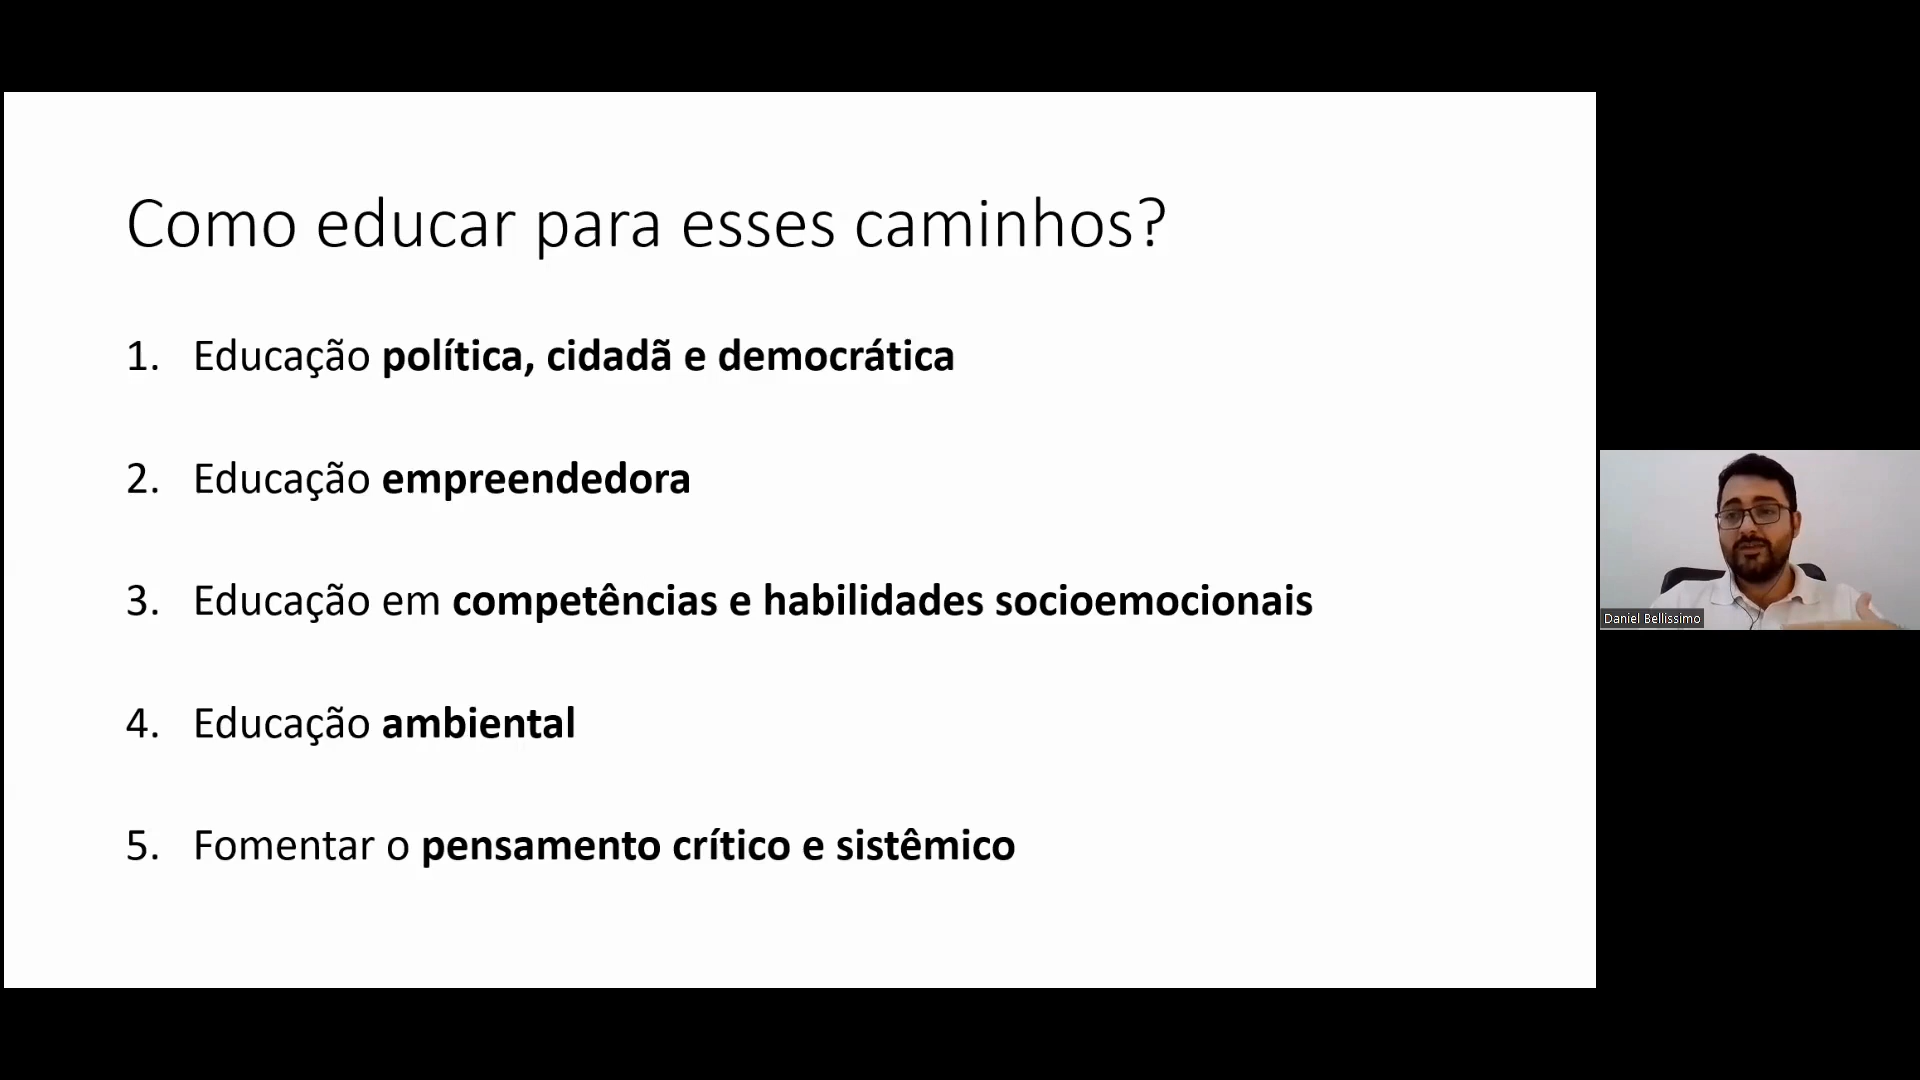 Como educar para esses caminhos?
1. Educação política, cidadã e democrática
2. Educação empreendedora
3. Educação em competências e habilidades socioemocionais
4. Educação ambiental
5. Fomentar o pensamento crítico e sistêmico
Daniel Bellissimo